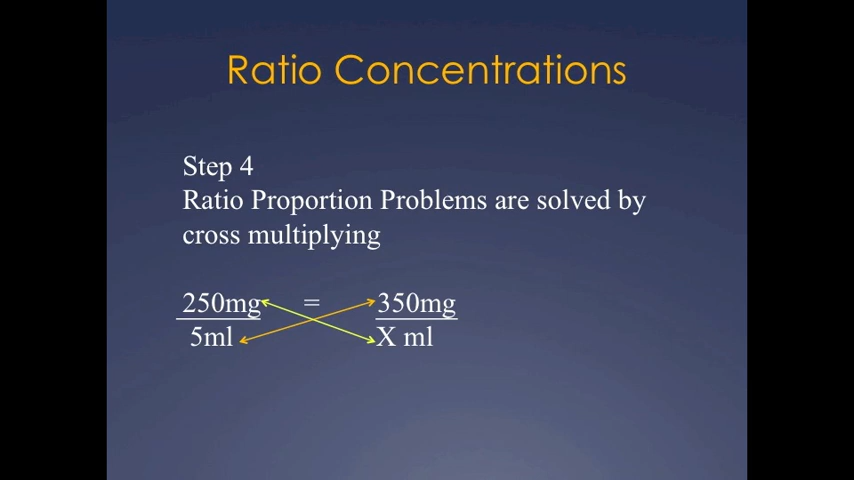 Ratio Concentrations
Step 4
Ratio Proportion Problems are solved by
cross multiplying
250mg = 350mg
5ml X ml